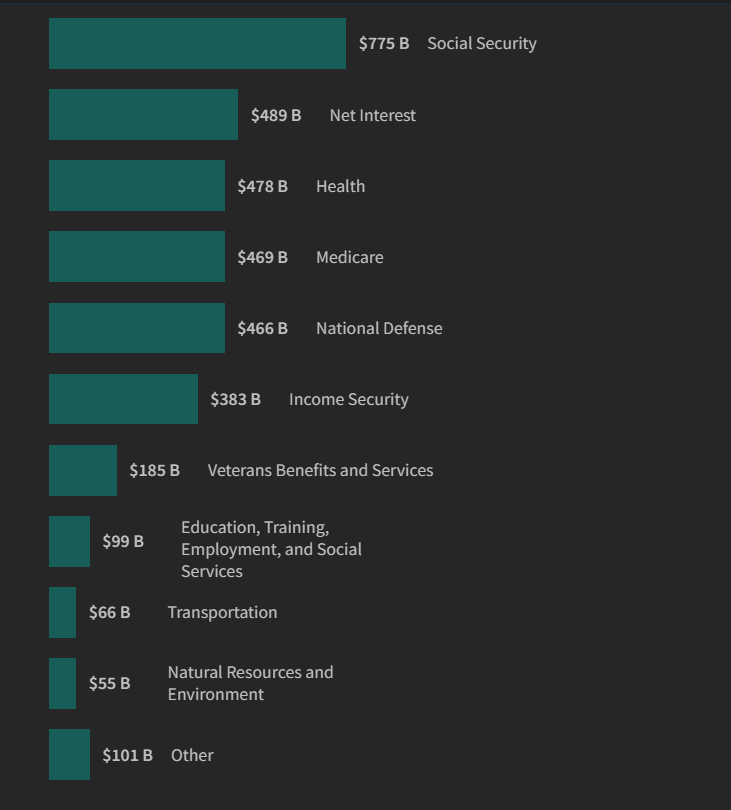 $775 B Social Security
$489 B Net Interest
$478 B Health
$469 B Medicare
$466 B National Defense
$383 B Income Security
$185 B Veterans Benefits and Services
$99 B Education, Training,
Employment, and Social
Services
$66 B Transportation
$55 B Natural Resources and
Environment
$101 B Other